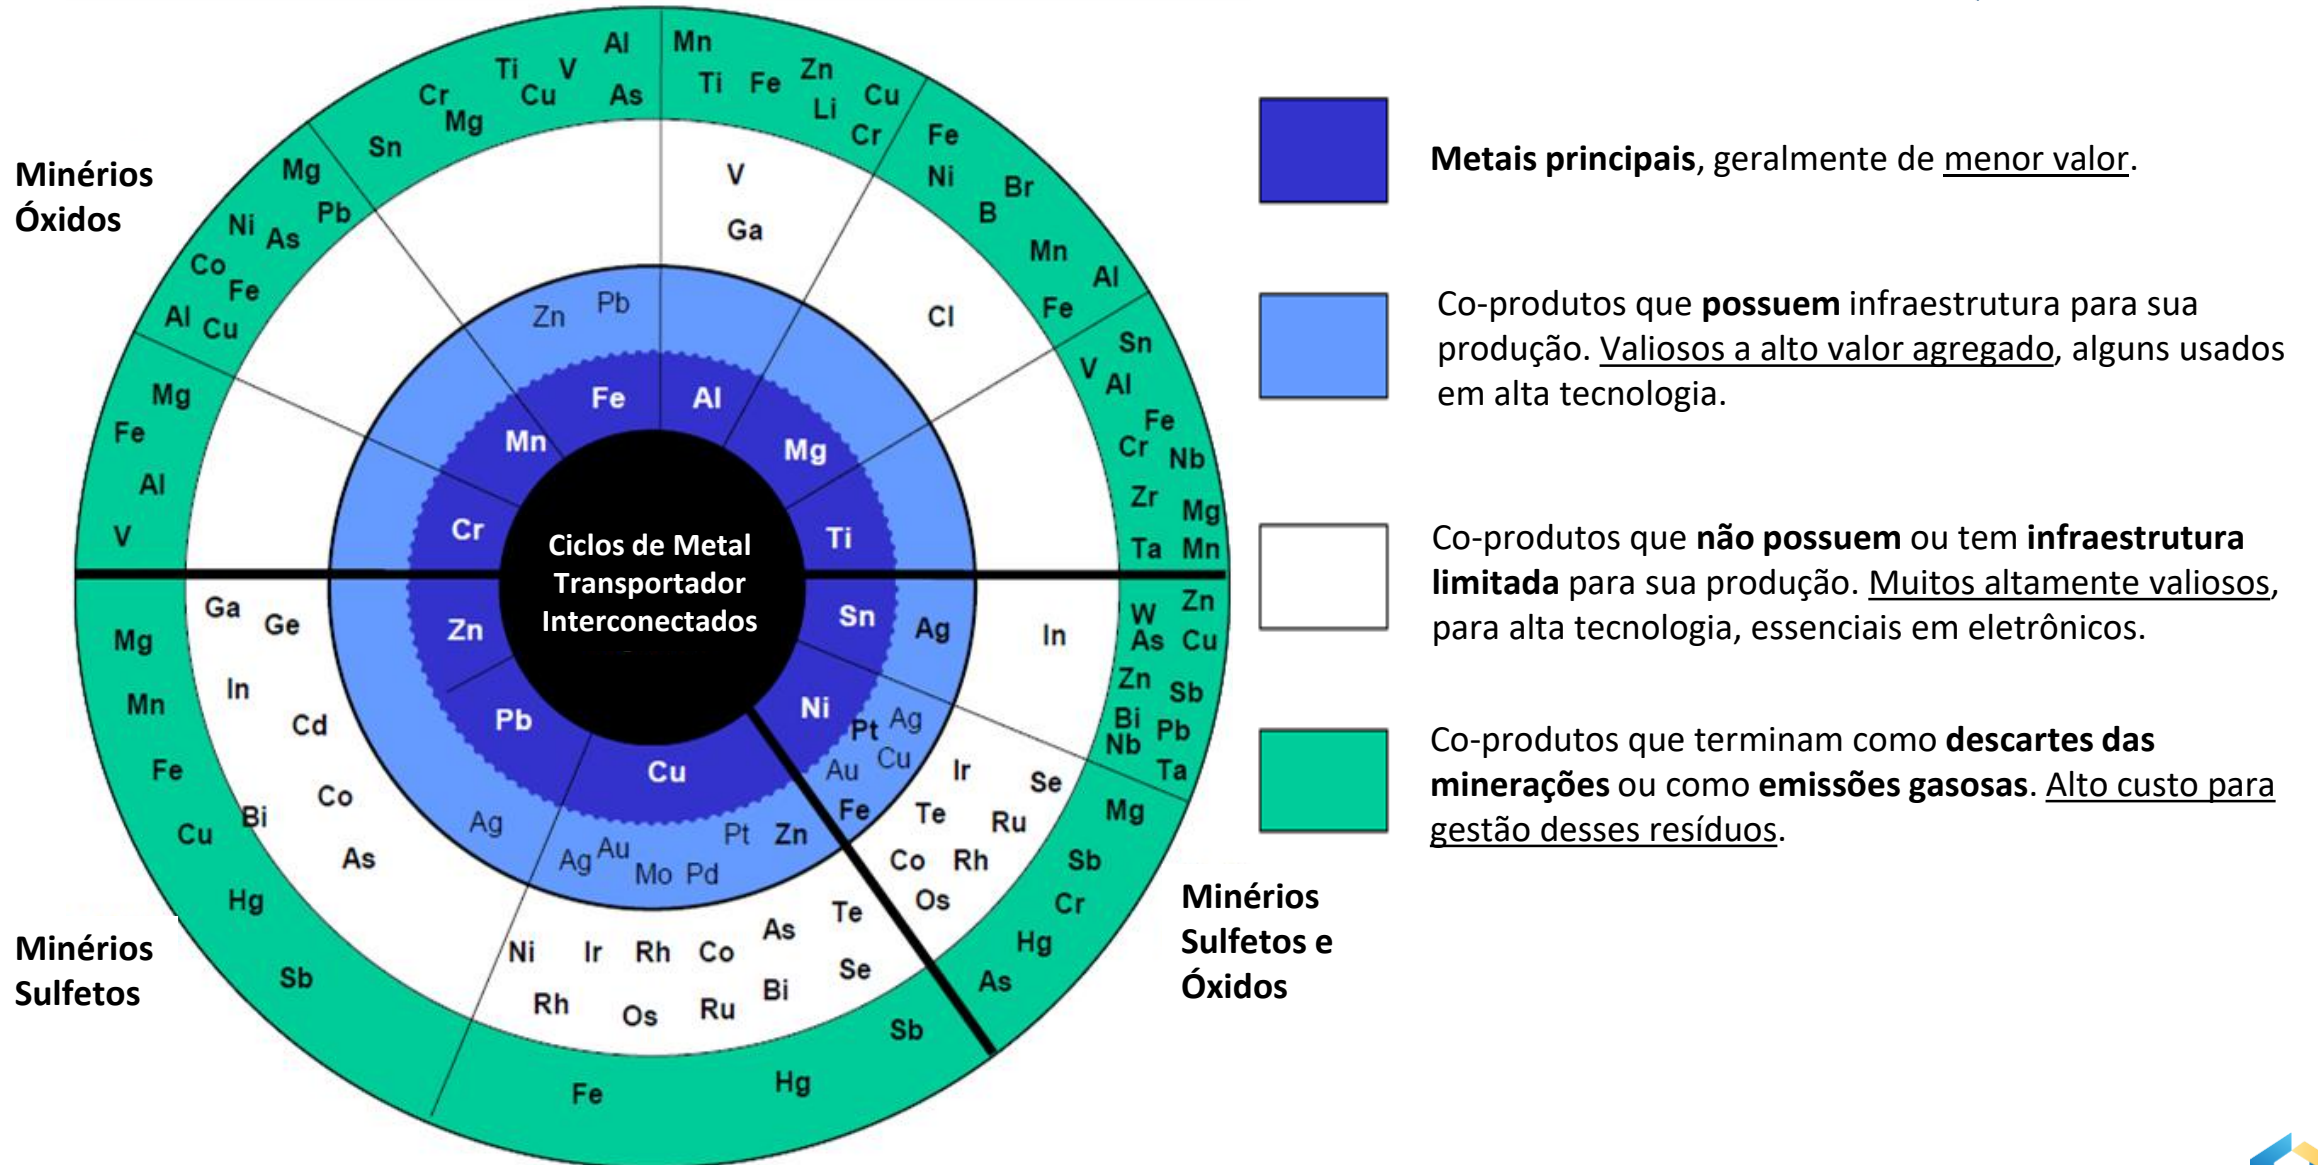 Minérios
Óxidos
Minérios
Sulfetos
Minérios
Sulfetos e
Óxidos
Ciclos de Metal
Transportador
Interconectados
Fe
Al
Mn
Mg
Cr
Ti
Zn
Sn
Pb
Ni
Cu
Zn Pb
Ag
Pt Ag
Au Cu
Fe
Ag
Ag Au Mo Pd Pt Zn
V
Ga
Cl
In
Ir Se
Te Ru
Co Rh
Os
Ga Ge
In
Cd
Co
Bi
As
Ni Ir Rh Co As Te
Rh Os Ru Bi Se
Al
Ti V
Cr Cu As
Mg
Sn
Mn
Ti Fe Zn
Li Cu
Cr
Fe
Ni Br
B
Mn
Al
Fe
Sn
V Al
Fe
Cr Nb
Zr Mg
Ta Mn
W Zn
As Cu
Zn Sb
Bi Pb
Nb
Ta
Mg
Sb
Cr
Hg
As
Sb
Hg
Fe
Mg
Mn
Fe
Cu
Hg
Sb
Mg
Fe
Al
V
Mg
Pb
Ni As
Co
Fe
Al Cu
Metais principais, geralmente de menor valor.
Co-produtos que possuem infraestrutura para sua
produção. Valiosos a alto valor agregado, alguns usados
em alta tecnologia.
Co-produtos que não possuem ou tem infraestrutura
limitada para sua produção. Muitos altamente valiosos,
para alta tecnologia, essenciais em eletrônicos.
Co-produtos que terminam como descartes das
minerações ou como emissões gasosas. Alto custo para
gestão desses resíduos.